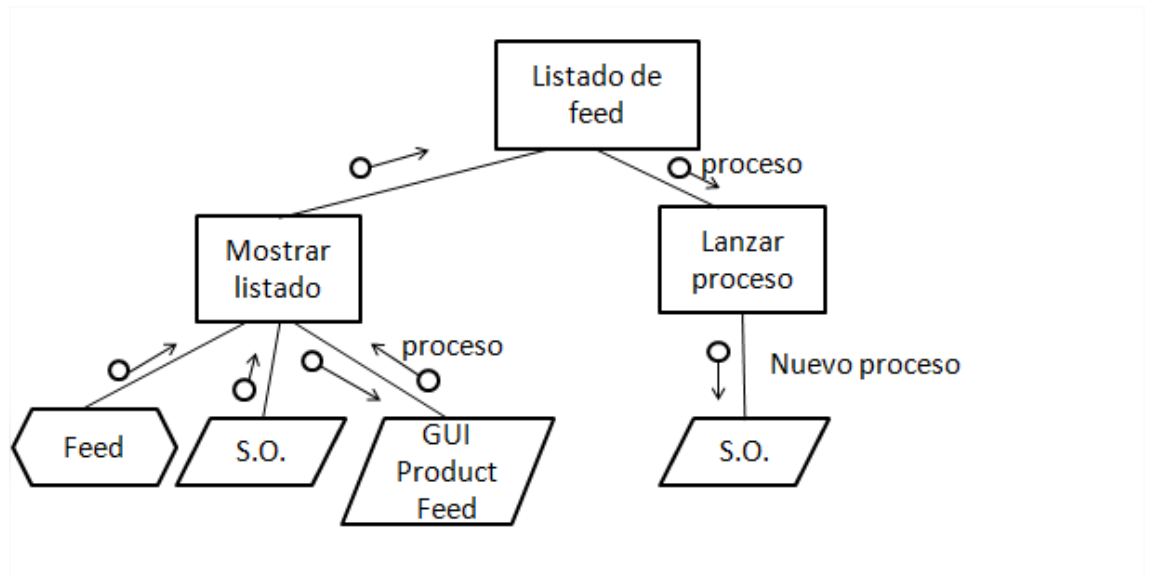 Listado de
feed
proceso
Mostrar
listado
Lanzar
proceso
proceso
Nuevo proceso
Feed
S.O.
GUI
Product
Feed
S.O.